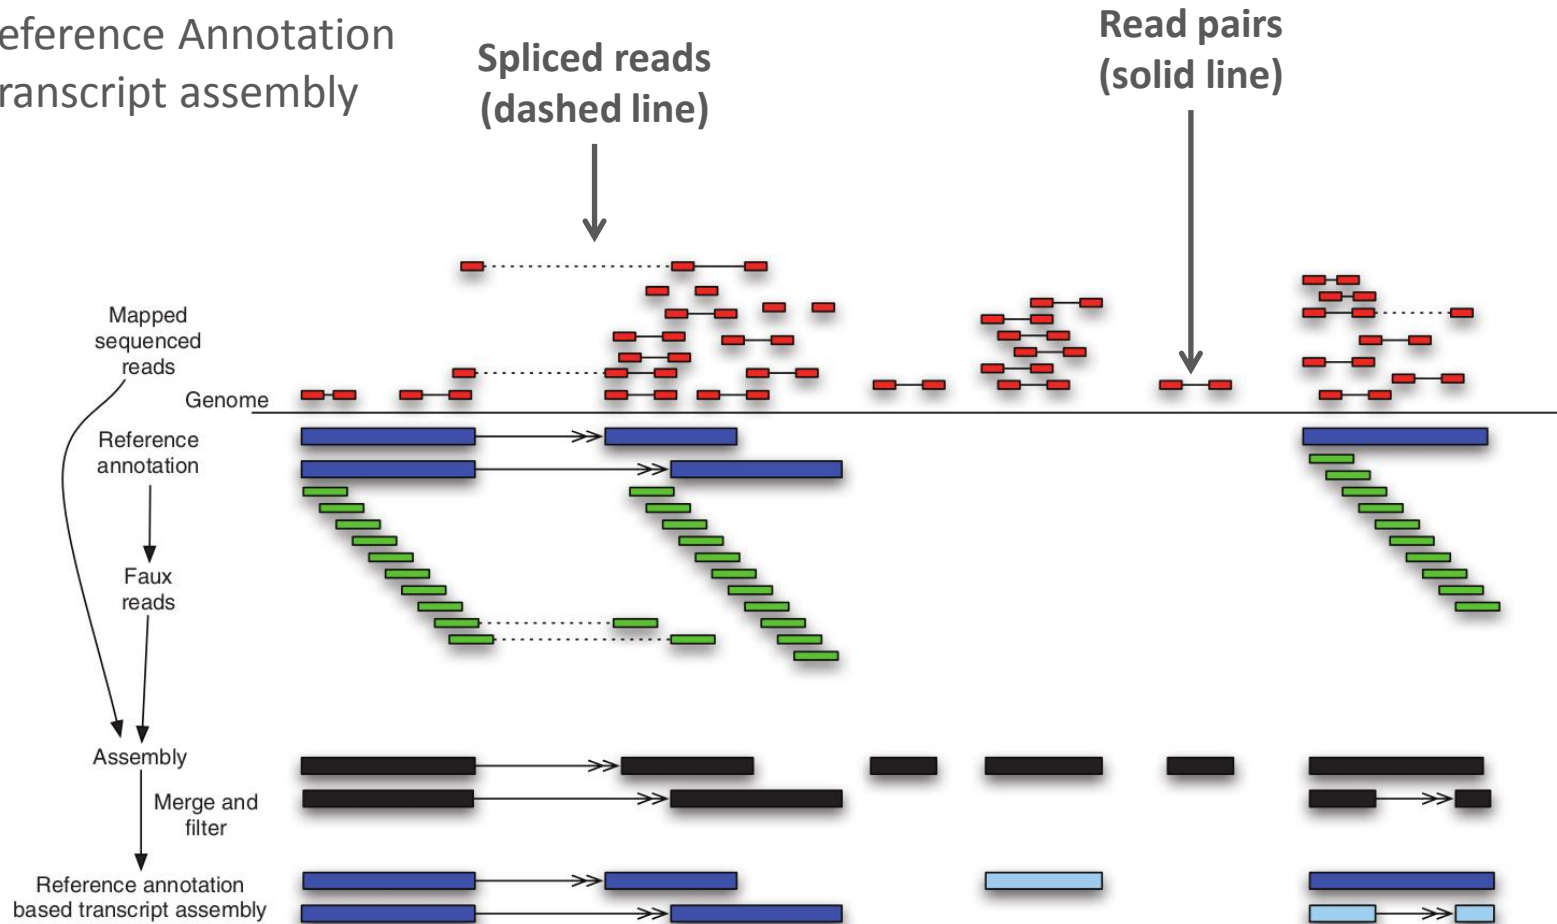 eference Annotation
ranscript assembly
Spliced reads
(dashed line)
Read pairs
(solid line)
Mapped
sequenced
reads
Genome
Reference
annotation
Faux
reads
Assembly
Merge and
filter
Reference annotation
based transcript assembly